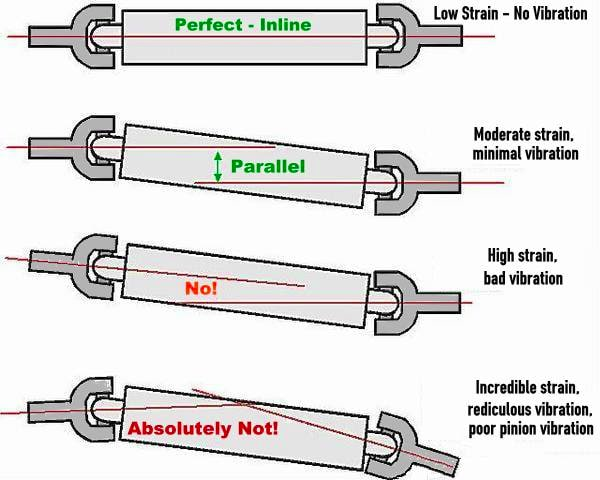 Perfect - Inline
Low Strain – No Vibration
Parallel
Moderate strain,
minimal vibration
No!
High strain,
bad vibration
Absolutely Not!
Incredible strain,
rediculous vibration,
poor pinion vibration